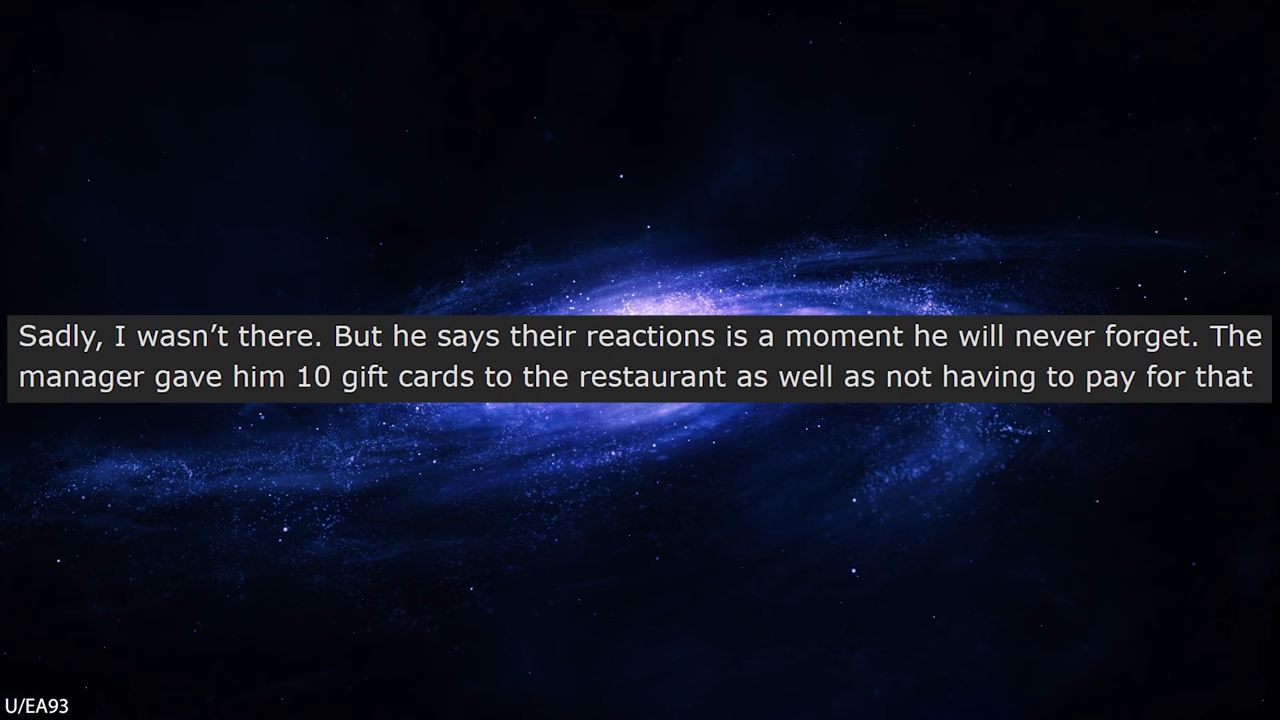 Sadly, I wasn’t there. But he says their reactions is a moment he will never forget. The
manager gave him 10 gift cards to the restaurant as well as not having to pay for that
U/EA93